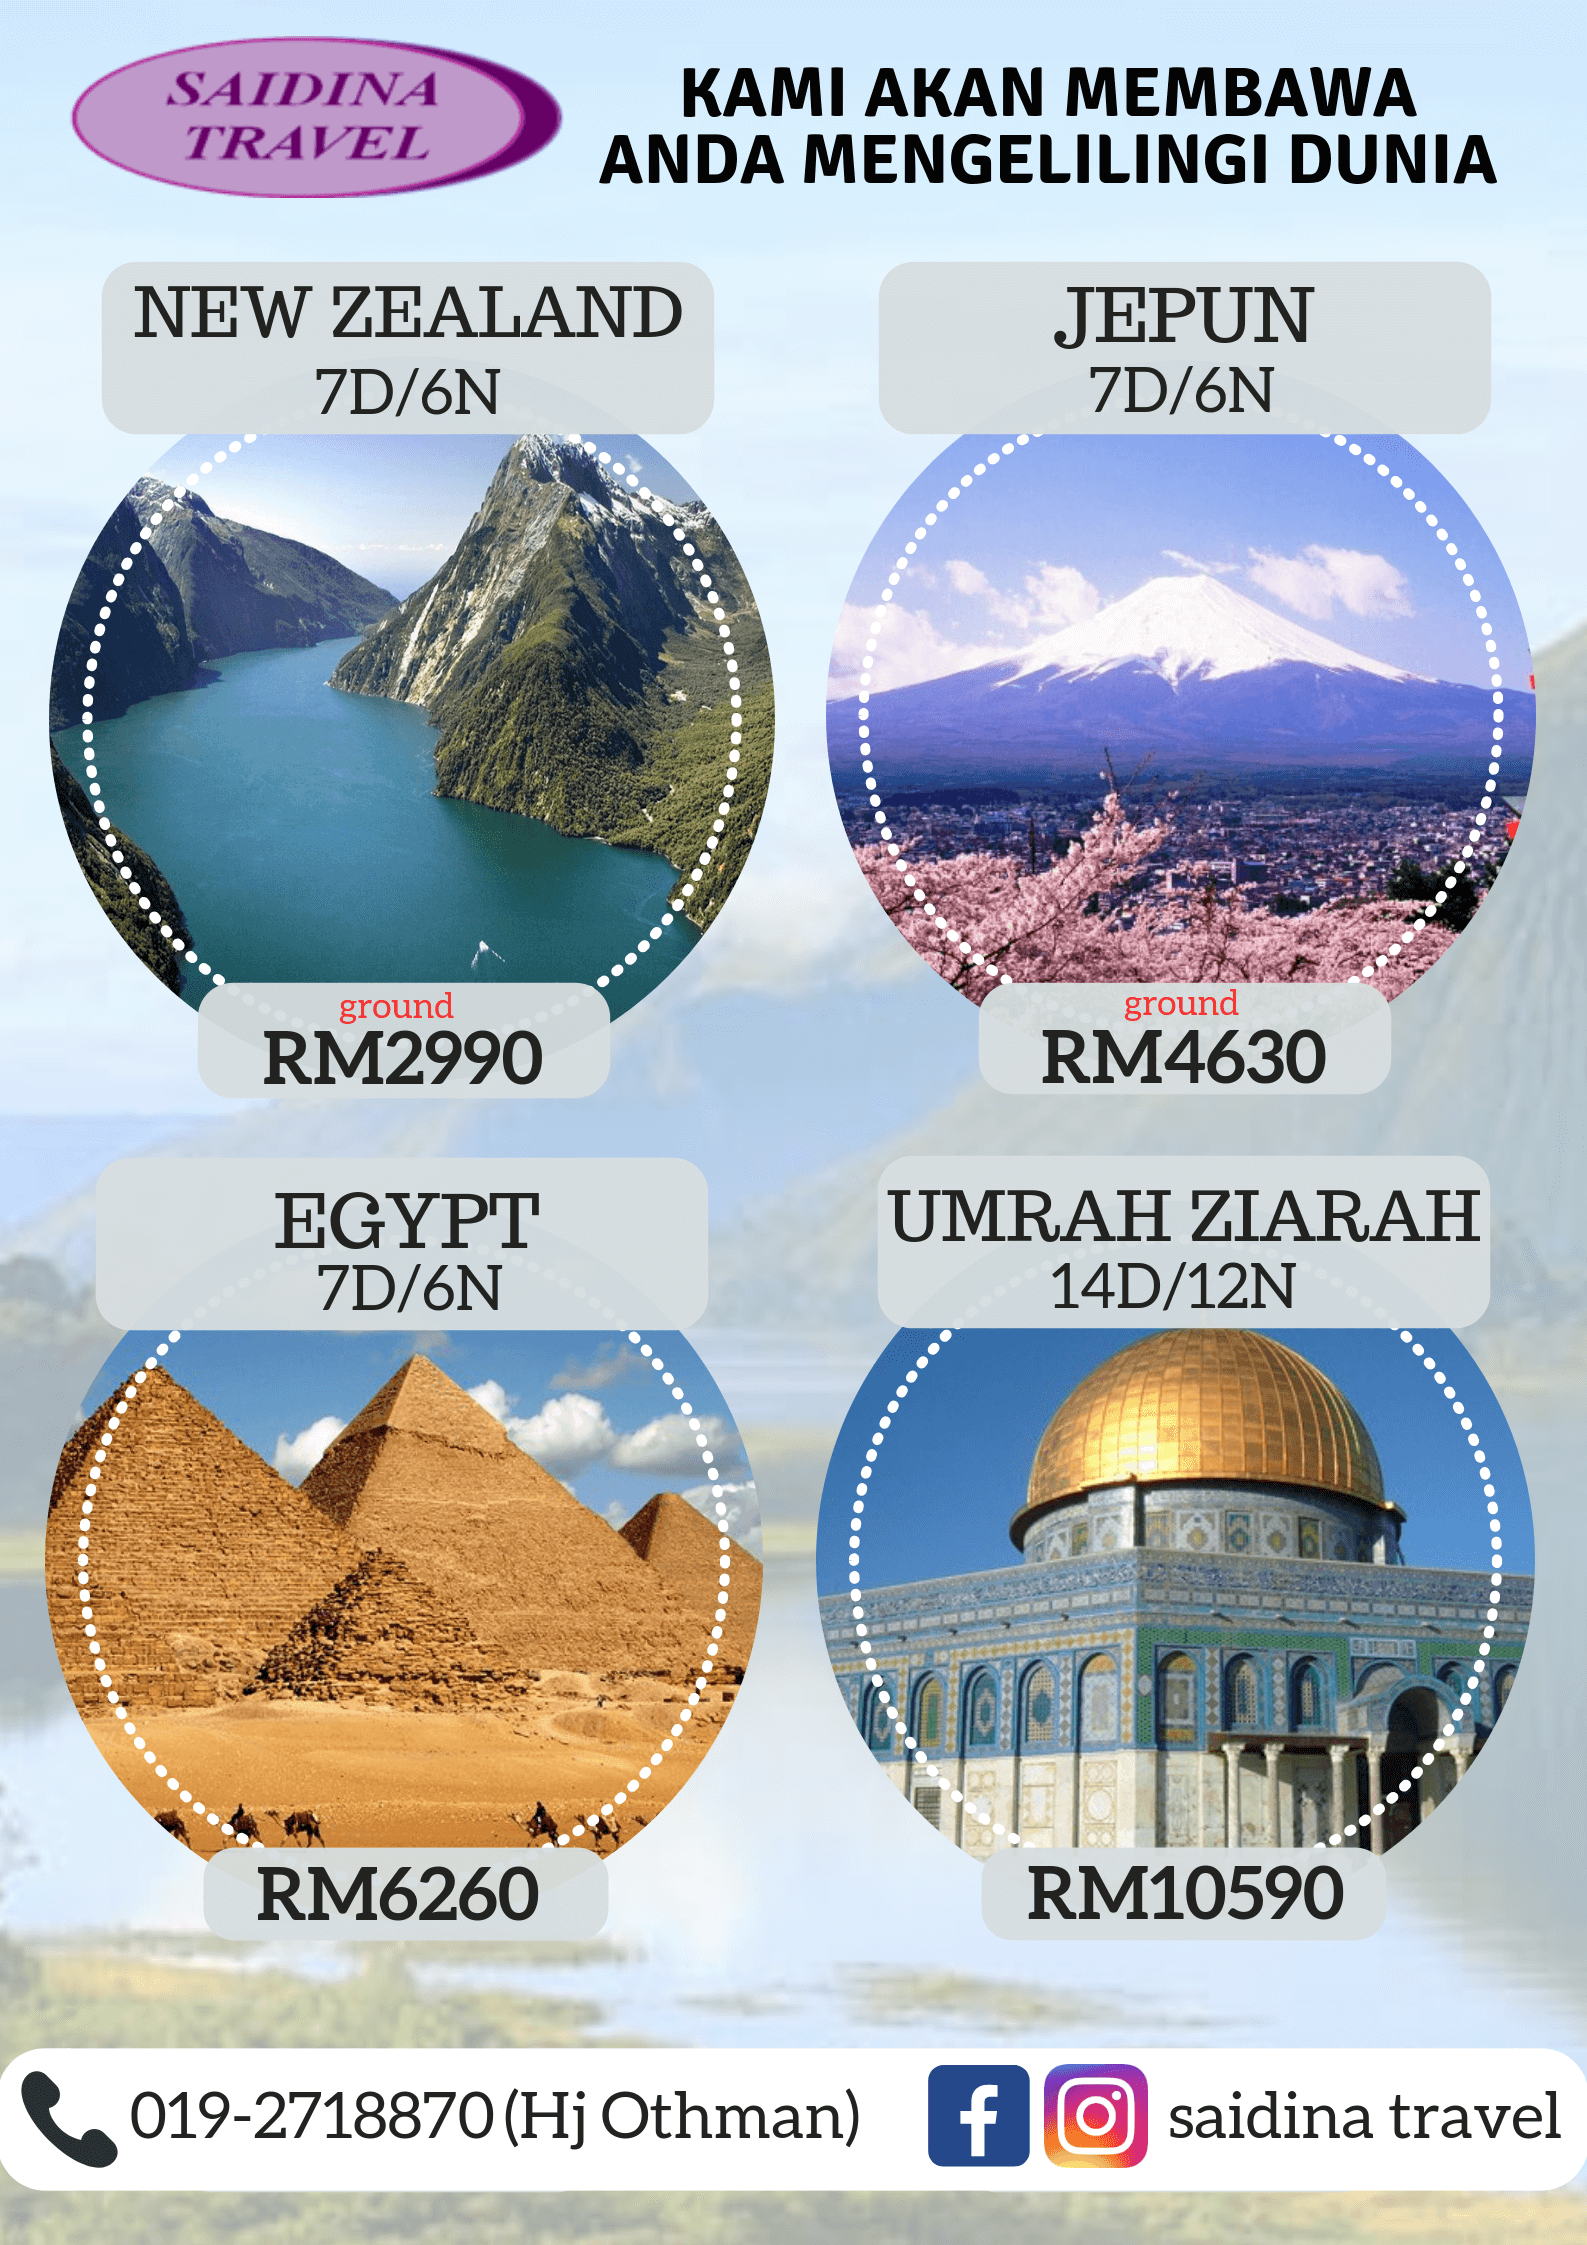 SAIDINA
TRAVEL
KAMI AKAN MEMBAWA
ANDA MENGELILINGI DUNIA
NEW ZEALAND
7D/6N
ground
RM2990
JEPUN
7D/6N
ground
RM4630
EGYPT
7D/6N
RM6260
UMRAH ZIARAH
14D/12N
RM10590
019-2718870 (Hj Othman)
saidina travel